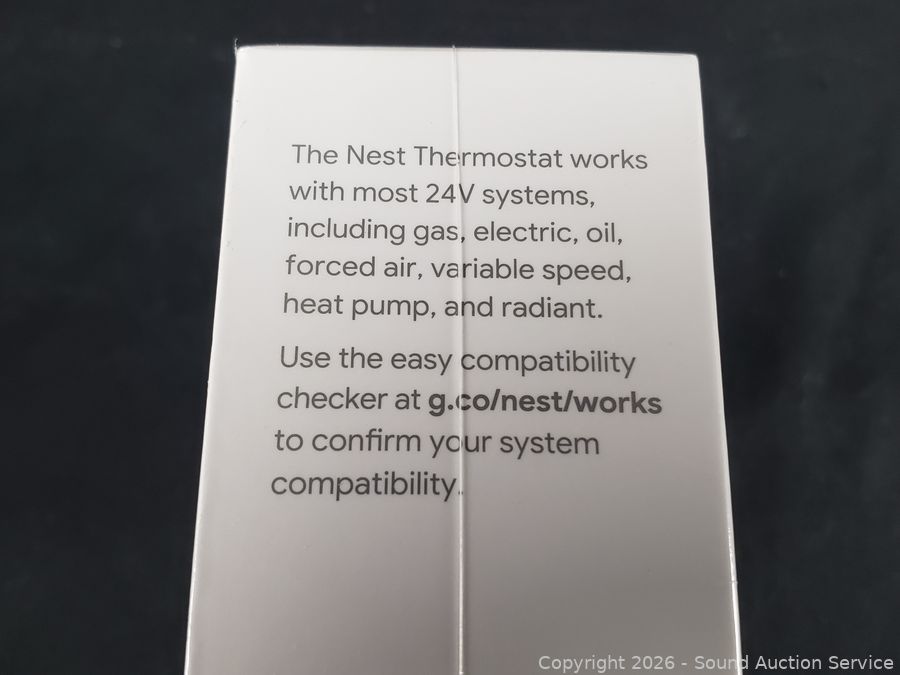 The Nest Thermostat works
with most 24V systems,
including gas, electric, oil,
forced air, variable speed,
heat pump, and radiant.
Use the easy compatibility
checker at g.co/nest/works
to confirm your system
compatibility.
Copyright 2026 - Sound Auction Service